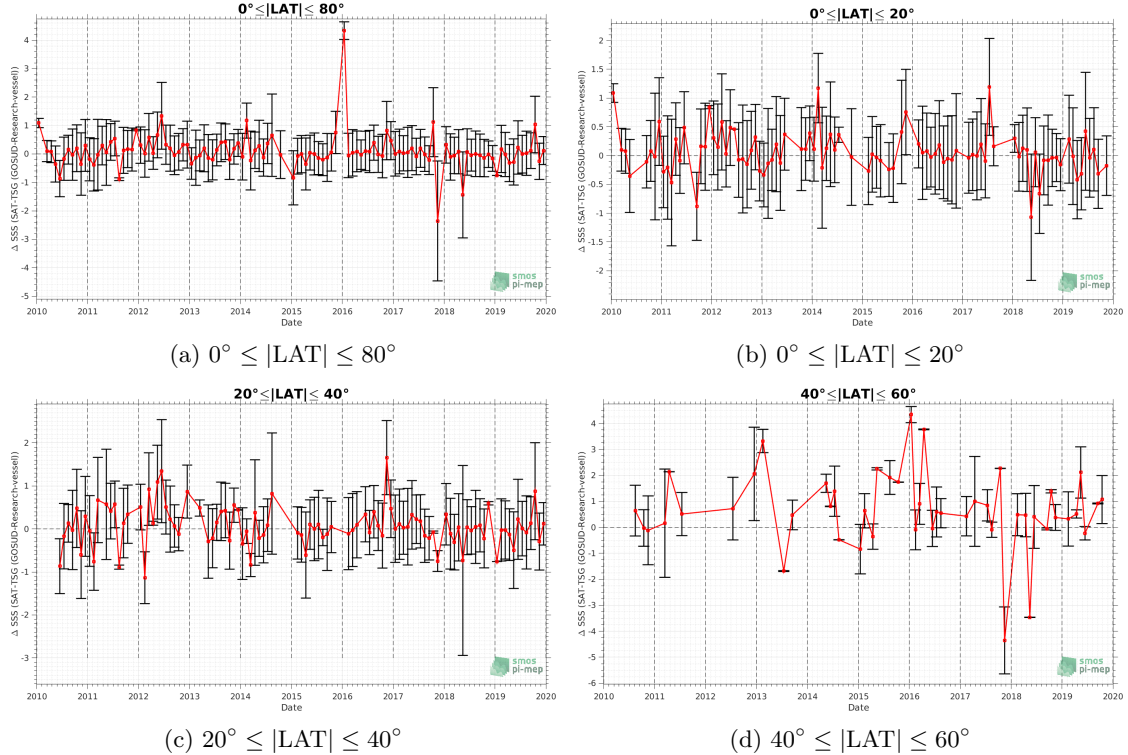 0°≤|LAT|≤ 80°
Δ SSS (SAT-TSG (GOSUD-Research-vessel))
4
3
2
1
0
-1
-2
-3
-4
-5
2010 2011 2012 2013 2014 2015 2016 2017 2018 2019 2020
Date
smos
pi-mep
(a) 0° ≤ |LAT| ≤ 80°
0°≤|LAT|≤ 20°
Δ SSS (SAT-TSG (GOSUD-Research-vessel))
2
1.5
1
0.5
0
-0.5
-1
-1.5
-2
2010 2011 2012 2013 2014 2015 2016 2017 2018 2019 2020
Date
smos
pi-mep
(b) 0° ≤ |LAT| ≤ 20°
20°≤|LAT|≤ 40°
Δ SSS (SAT-TSG (GOSUD-Research-vessel))
2
1
0
-1
-2
-3
2010 2011 2012 2013 2014 2015 2016 2017 2018 2019 2020
Date
smos
pi-mep
(c) 20° ≤ |LAT| ≤ 40°
40°≤|LAT|≤ 60°
Δ SSS (SAT-TSG (GOSUD-Research-vessel))
4
3
2
1
0
-1
-2
-3
-4
-5
-6
2010 2011 2012 2013 2014 2015 2016 2017 2018 2019 2020
Date
smos
pi-mep
(d) 40° ≤ |LAT| ≤ 60°